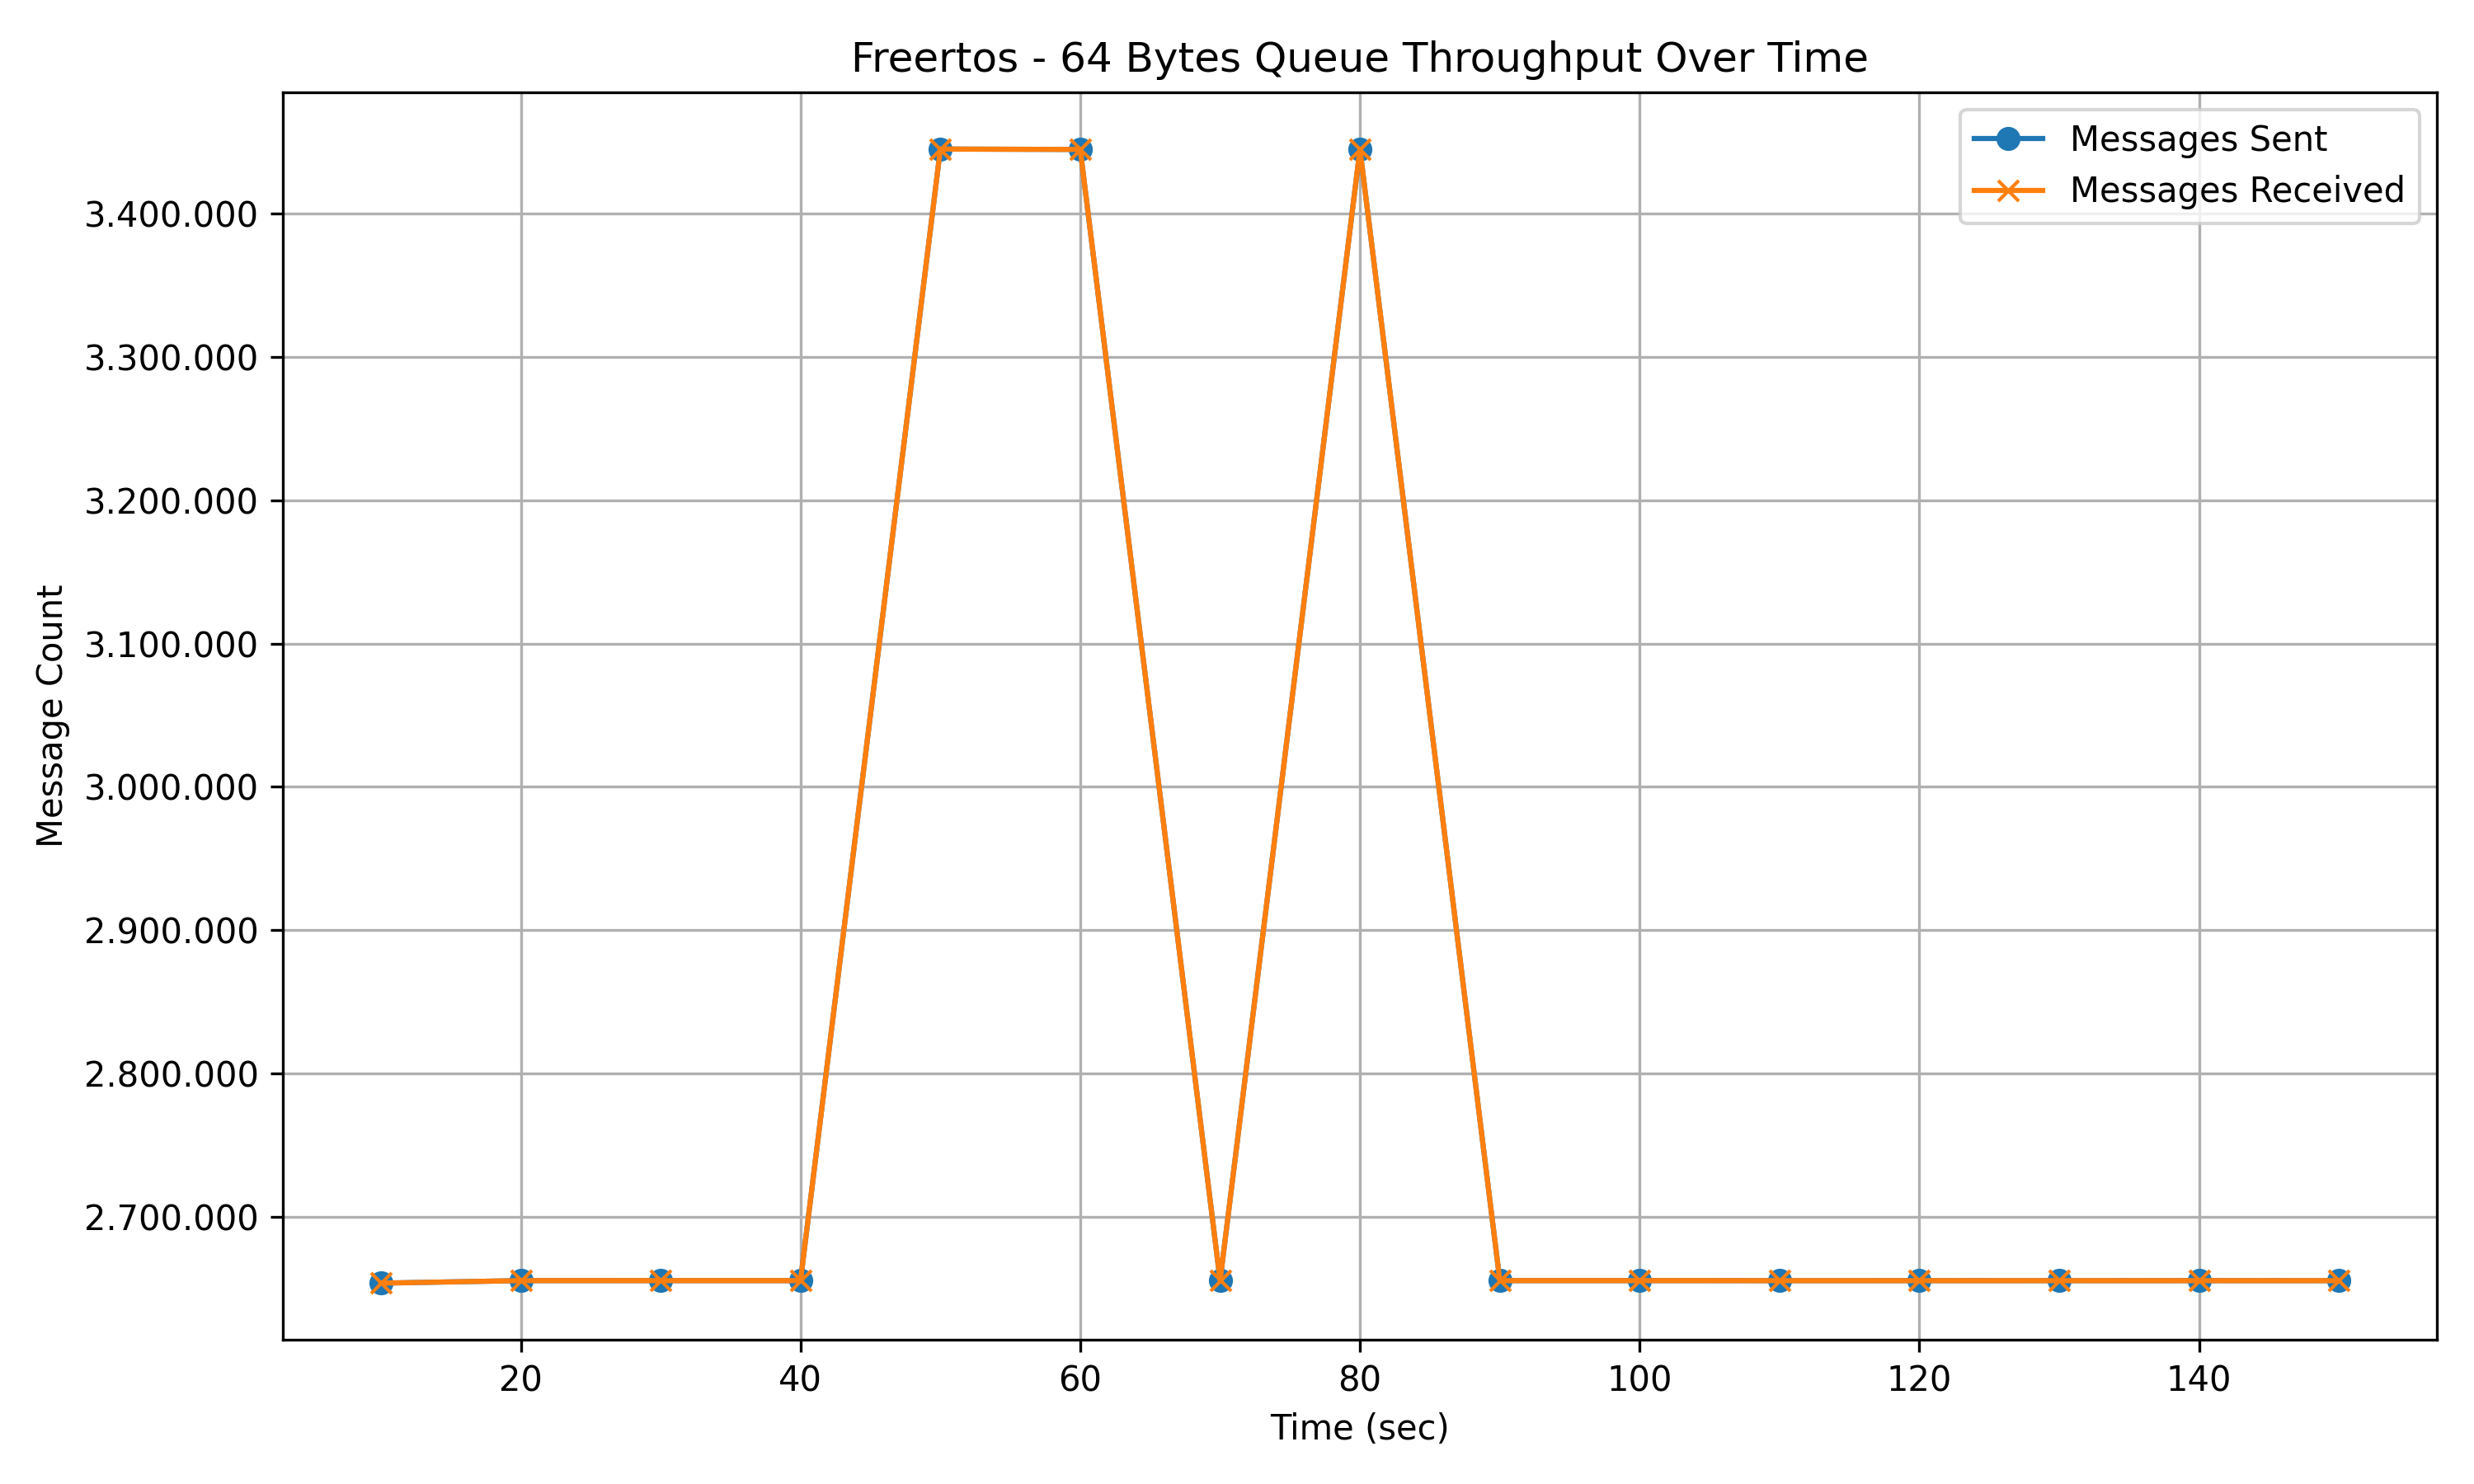 Freertos - 64 Bytes Queue Throughput Over Time
Messages Sent
Messages Received
Message Count
3.400.000
3.300.000
3.200.000
3.100.000
3.000.000
2.900.000
2.800.000
2.700.000
20 40 60 80 100 120 140
Time (sec)